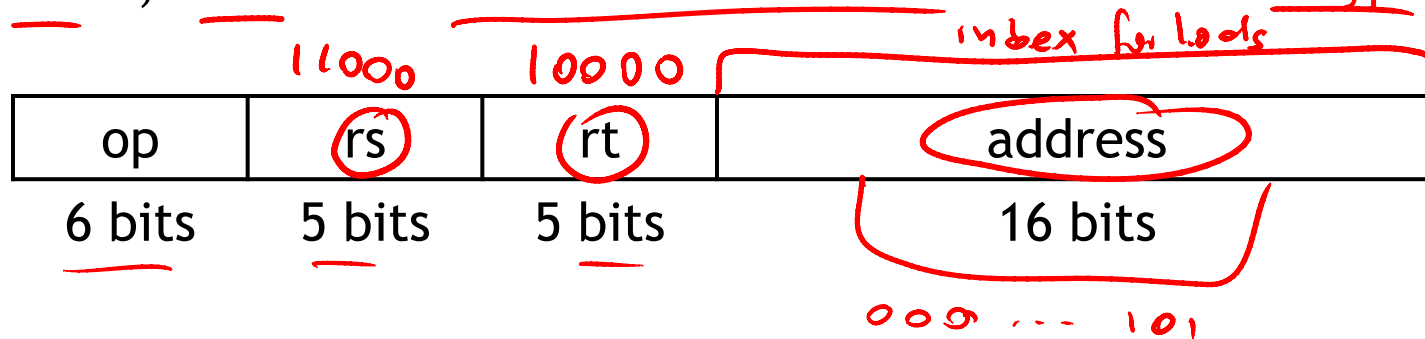 index for loads
11000 10000
op rs rt address
6 bits 5 bits 5 bits 16 bits
000 ... 101